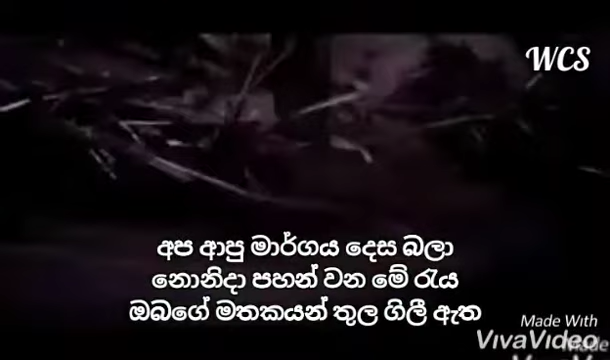 WCS
අප ආපු මාර්ගය දෙස බලා
නොනිදා පහන් වන මේ රැය
ඔබගේ මතකයන් තුල ගිලී ඇත
Made With
VivaVideo